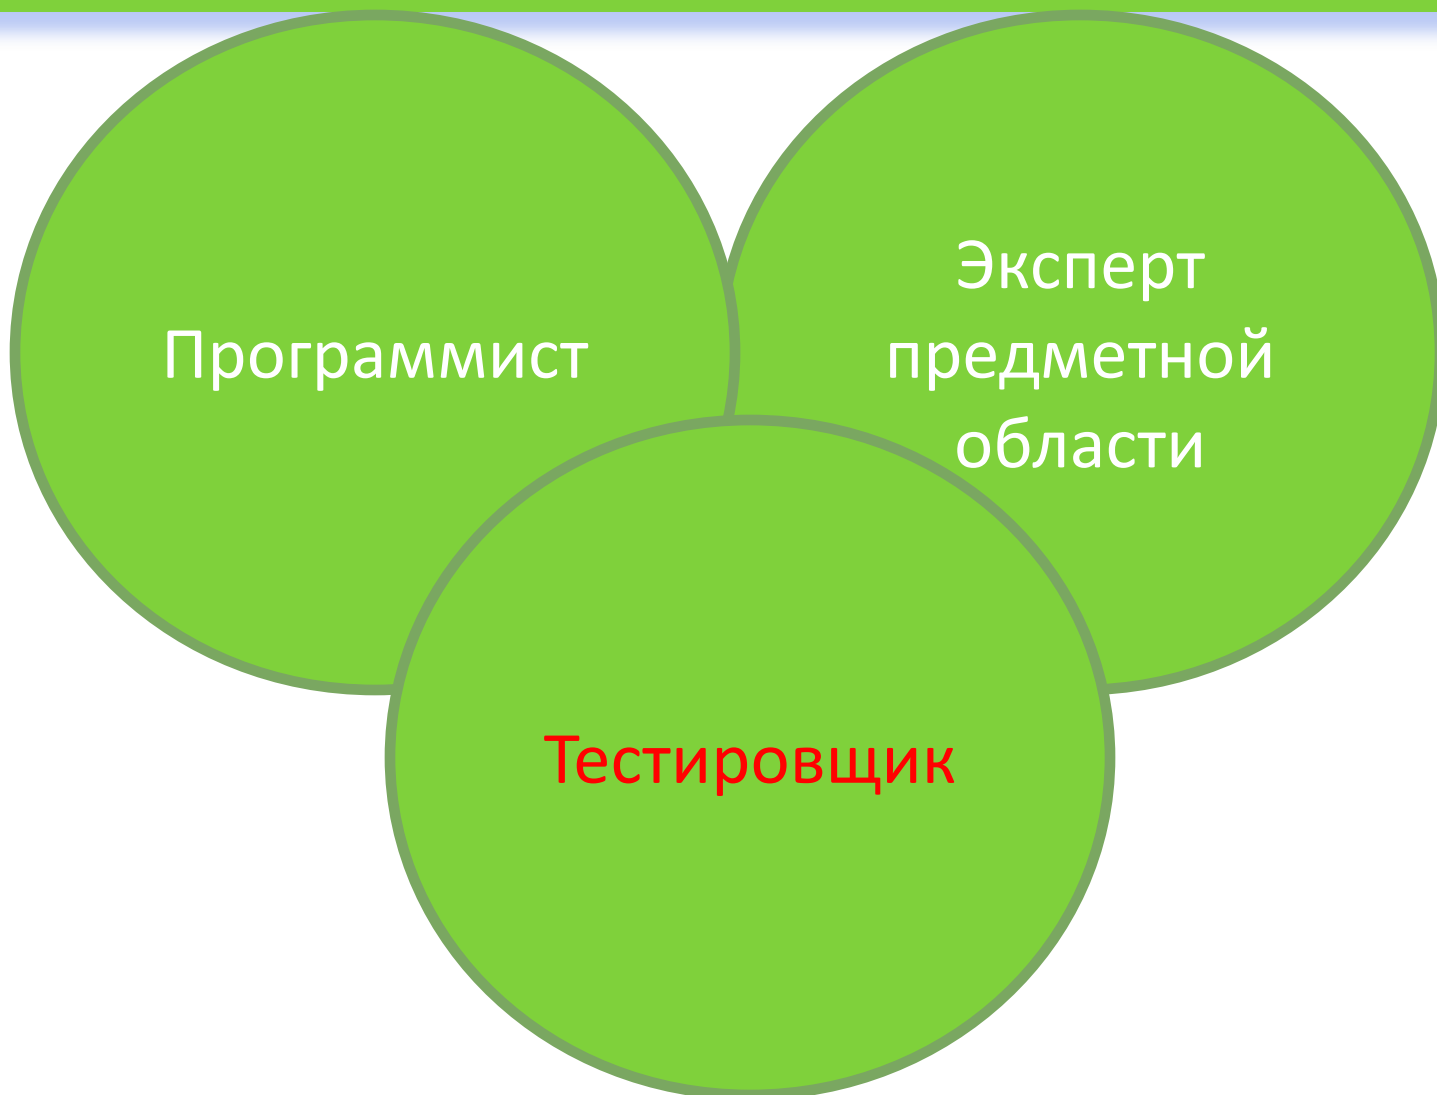 Программист
Эксперт
предметной
области
Тестировщик